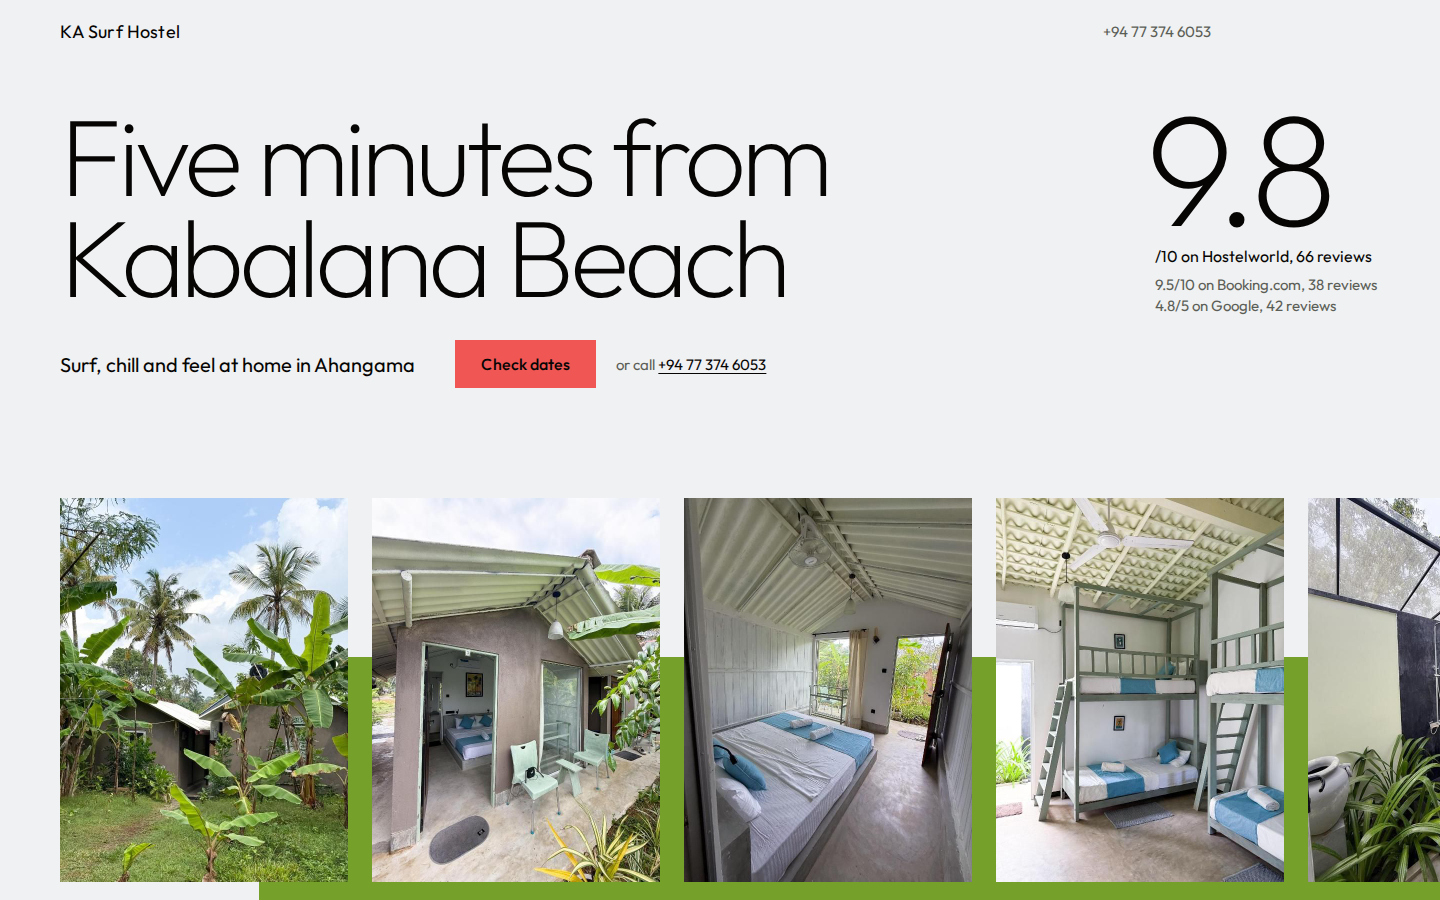 KA Surf Hostel
+94 77 374 6053
Five minutes from
Kabalana Beach
9.8
/10 on Hostelworld, 66 reviews
9.5/10 on Booking.com, 38 reviews
4.8/5 on Google, 42 reviews
Surf, chill and feel at home in Ahangama
Check dates
or call +94 77 374 6053